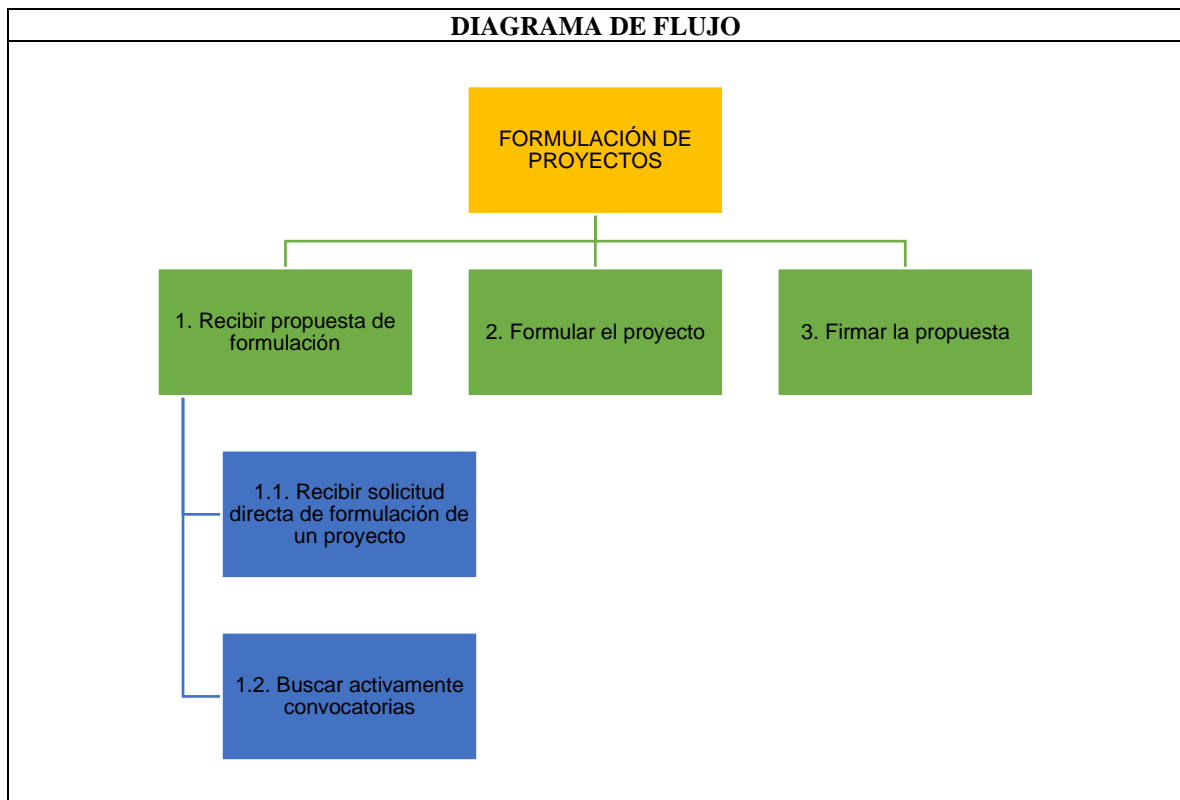 DIAGRAMA DE FLUJO
FORMULACIÓN DE
PROYECTOS
1. Recibir propuesta de
formulación
2. Formular el proyecto
3. Firmar la propuesta
1.1. Recibir solicitud
directa de formulación de
un proyecto
1.2. Buscar activamente
convocatorias